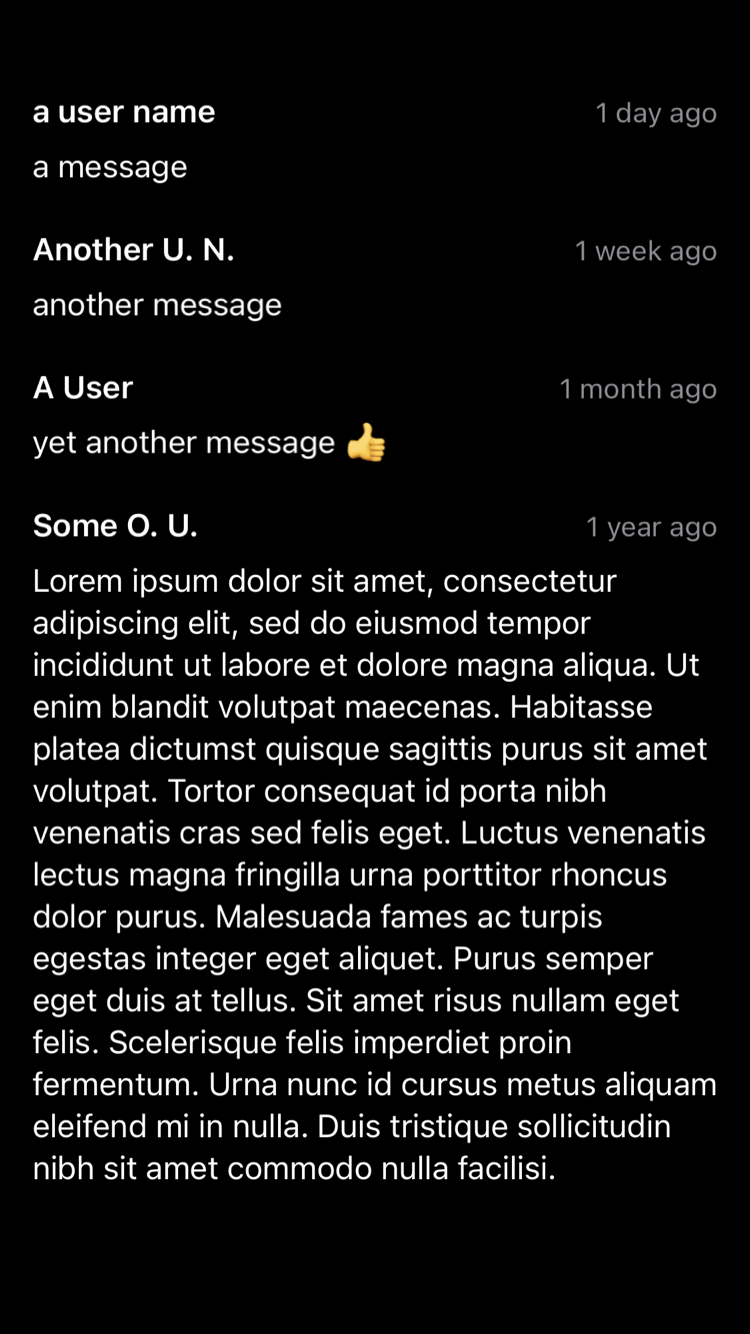 a user name 1 day ago
a message
Another U. N. 1 week ago
another message
A User 1 month ago
yet another message 👍
Some O. U. 1 year ago
Lorem ipsum dolor sit amet, consectetur
adipiscing elit, sed do eiusmod tempor
incididunt ut labore et dolore magna aliqua. Ut
enim blandit volutpat maecenas. Habitasse
platea dictumst quisque sagittis purus sit amet
volutpat. Tortor consequat id porta nibh
venenatis cras sed felis eget. Luctus venenatis
lectus magna fringilla urna porttitor rhoncus
dolor purus. Malesuada fames ac turpis
egestas integer eget aliquet. Purus semper
eget duis at tellus. Sit amet risus nullam eget
felis. Scelerisque felis imperdiet proin
fermentum. Urna nunc id cursus metus aliquam
eleifend mi in nulla. Duis tristique sollicitudin
nibh sit amet commodo nulla facilisi.